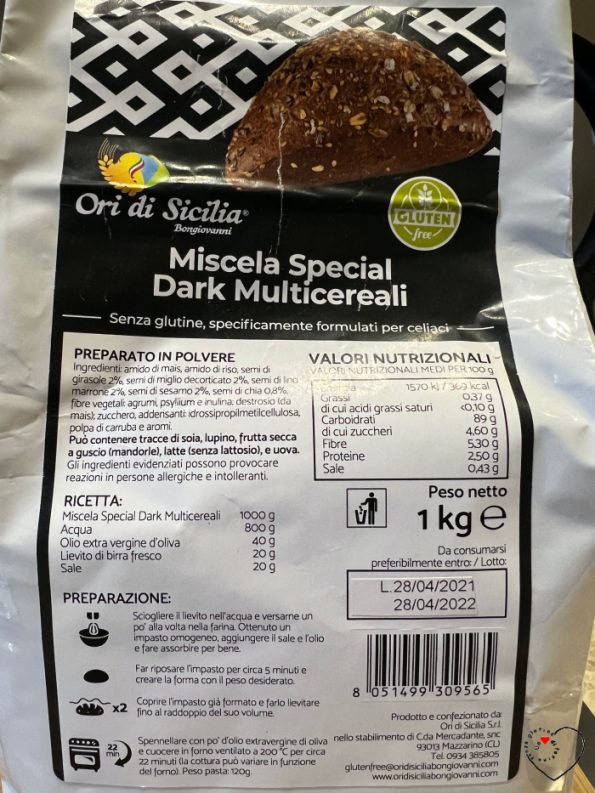 Ori di Sicilia®
Bongiovanni
GLUTEN
free
Miscela Special
Dark Multicereali
Senza glutine, specificamente formulati per celiaci
PREPARATO IN POLVERE
Ingredienti: amido di mais, amido di riso, semi di
girasole 2%, semi di miglio decorticato 2%, semi di lino
marrone 2%, semi di sesamo 2%, semi di chia 0,8%,
fibre vegetali: agrumi, psyllium e inulina, destrosio (da
mais); zucchero, addensanti: idrossipropilmetilcellulosa,
polpa di carruba e aromi.
Può contenere tracce di soia, lupino, frutta secca
a guscio (mandorle), latte (senza lattosio), e uova.
Gli ingredienti evidenziati possono provocare
reazioni in persone allergiche e intolleranti.
VALORI NUTRIZIONALI
VALORI NUTRIZIONALI MEDI PER 100 g
1570 kJ / 369 kcal
Grassi 0,37 g
di cui acidi grassi saturi <0,10 g
Carboidrati 89 g
di cui zuccheri 4,60 g
Fibre 5,30 g
Proteine 2,50 g
Sale 0,43 g
RICETTA:
Miscela Special Dark Multicereali 1000 g
Acqua 800 g
Olio extra vergine d'oliva 40 g
Lievito di birra fresco 20 g
Sale 20 g
Peso netto
1 kg e
Da consumarsi
preferibilmente entro: / Lotto:
L.28/04/2021
28/04/2022
PREPARAZIONE:
Sciogliere il lievito nell'acqua e versarne un
po' alla volta nella farina. Ottenuto un
impasto omogeneo, aggiungere il sale e l'olio
e fare assorbire per bene.
Far riposare l'impasto per circa 5 minuti e
creare la forma con il peso desiderato.
x2
Coprire l'impasto già formato e farlo lievitare
fino al raddoppio del suo volume.
22
min
Spennellare con po' d'olio extravergine di oliva
e cuocere in forno ventilato a 200 °C per circa
22 minuti (la cottura può variare in funzione
del forno). Peso pasta: 120g.
8 051499 309565
Prodotto e confezionato da:
Ori di Sicilia S.r.l.
nello stabilimento di C.da Mercadante, snc
93013 Mazzarino (CL)
Tel. 0934 385805
glutenfree@oridisiciliabongiovanni.com
www.oridisiciliabongiovanni.com